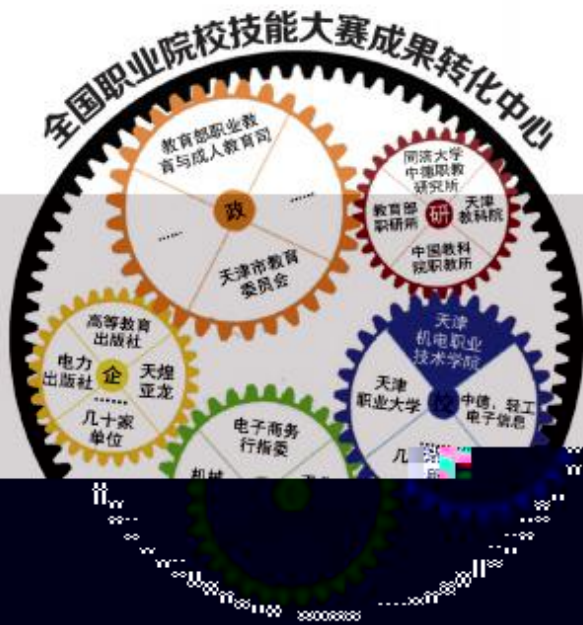 全国职业院校技能大赛成果转化中心
教育部职业教
育与成人教育司
......
......
政
天津市教育
委员会
同济大学
中德职教
研究所
教育部
职研所
研
天津
教科院
中国教科
院职教所
高等教育
出版社
电力
出版社
企
天煌
亚龙
......
几十家
单位
天津
机电职业
技术学院
天津
职业大学
校
中德，轻工
电子信息
......
几
电子商务
行指委
机械